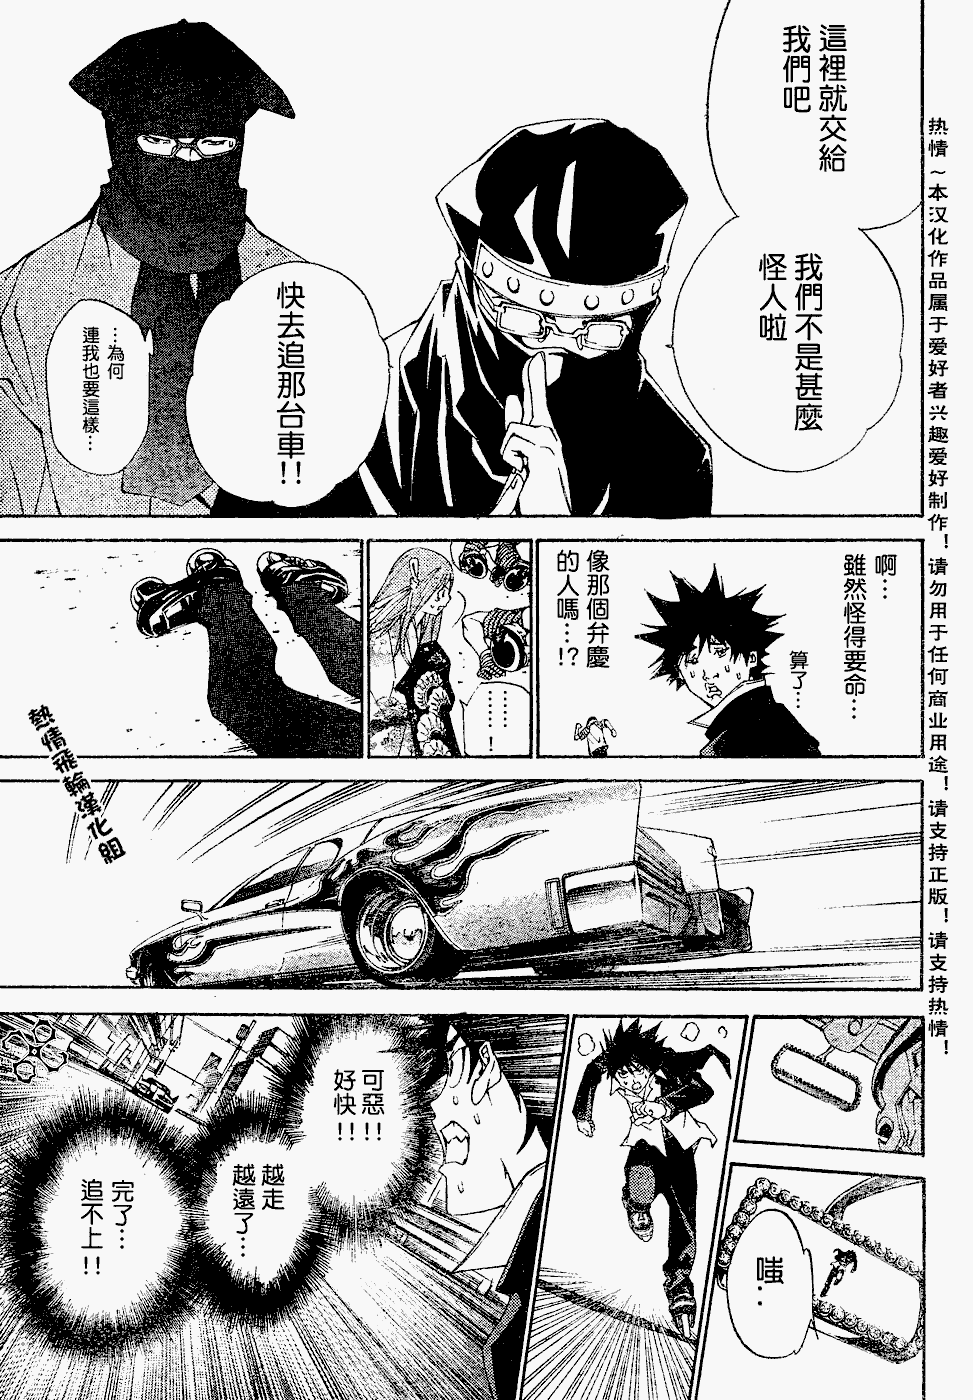 這裡就交給
我們吧
我們不是甚麼
怪人啦
快去追那台車!!
…為何
連我也要這樣…
啊…
雖然怪得要命…
算了…
像那個弁慶
的人嗎…!?
………!
嗤…
可惡!!
好快!!
越走
越遠了…
完了…
追不上!!
熱情飛輪漢化組
热情~本汉化作品属于爱好者兴趣爱好制作!请勿用于任何商业用途!请支持正版!请支持热情!